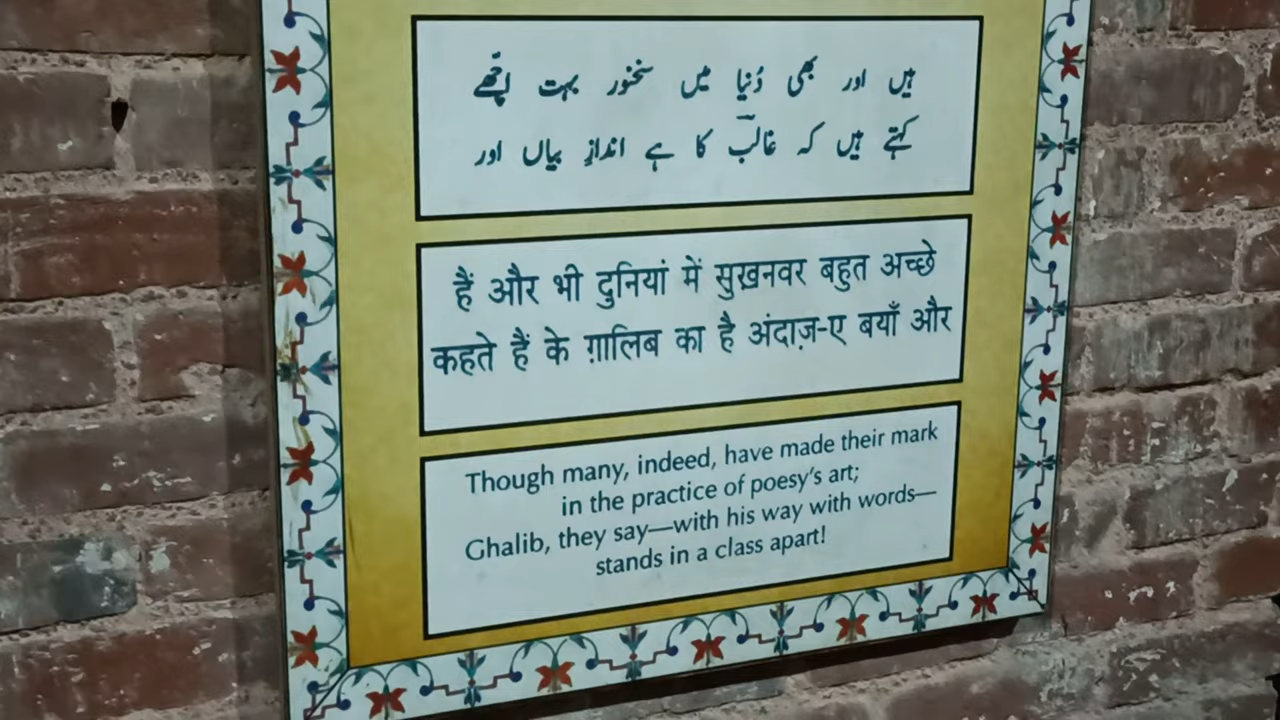 ہیں اور بھی دُنیا میں سخنور بہت اچھّے
کہتے ہیں کہ غالبؔ کا ہے اندازِ بیاں اور
हैं और भी दुनियां में सुख़नवर बहुत अच्छे
कहते हैं के ग़ालिब का है अंदाज़-ए बयाँ और
Though many, indeed, have made their mark
in the practice of poesy's art;
Ghalib, they say—with his way with words—
stands in a class apart!